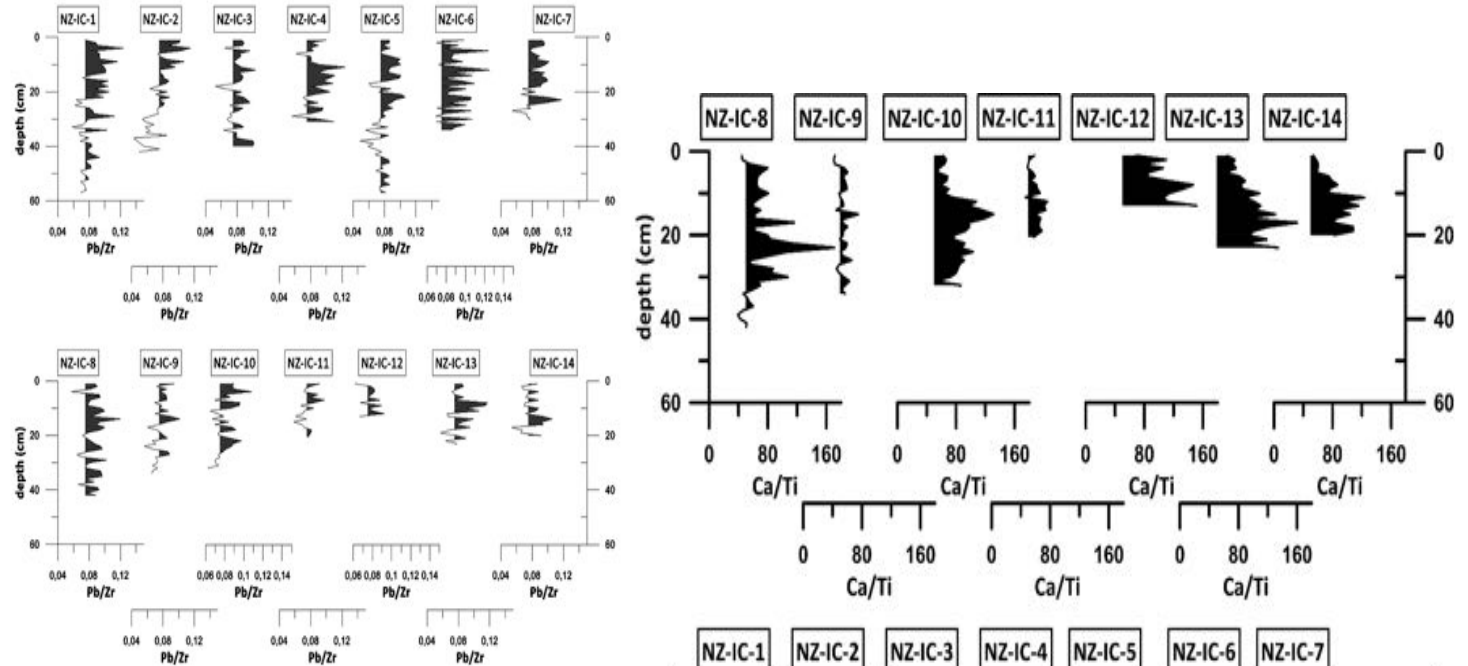 NZ-IC-1 NZ-IC-2 NZ-IC-3 NZ-IC-4 NZ-IC-5 NZ-IC-6 NZ-IC-7
0 0
20 20
depth (cm)
40 40
60 60
0,04 0,08 0,12 0,04 0,08 0,12 0,04 0,08 0,12 0,04 0,08 0,12
Pb/Zr Pb/Zr Pb/Zr Pb/Zr
0,04 0,08 0,12 0,04 0,08 0,12 0,06 0,08 0,1 0,12 0,14
Pb/Zr Pb/Zr Pb/Zr
NZ-IC-8 NZ-IC-9 NZ-IC-10 NZ-IC-11 NZ-IC-12 NZ-IC-13 NZ-IC-14
0 0
20 20
depth (cm)
40 40
60 60
0,04 0,08 0,12 0,06 0,08 0,1 0,12 0,14 0,06 0,08 0,1 0,12 0,14 0,04 0,08 0,12
Pb/Zr Pb/Zr Pb/Zr Pb/Zr
0,04 0,08 0,12 0,04 0,08 0,12 0,04 0,08 0,12
Pb/Zr Pb/Zr Pb/Zr
NZ-IC-8 NZ-IC-9 NZ-IC-10 NZ-IC-11 NZ-IC-12 NZ-IC-13 NZ-IC-14
0 0
20 20
depth (cm)
40 40
60 60
0 80 160 0 80 160 0 80 160 0 80 160
Ca/Ti Ca/Ti Ca/Ti Ca/Ti
0 80 160 0 80 160 0 80 160
Ca/Ti Ca/Ti Ca/Ti
NZ-IC-1 NZ-IC-2 NZ-IC-3 NZ-IC-4 NZ-IC-5 NZ-IC-6 NZ-IC-7